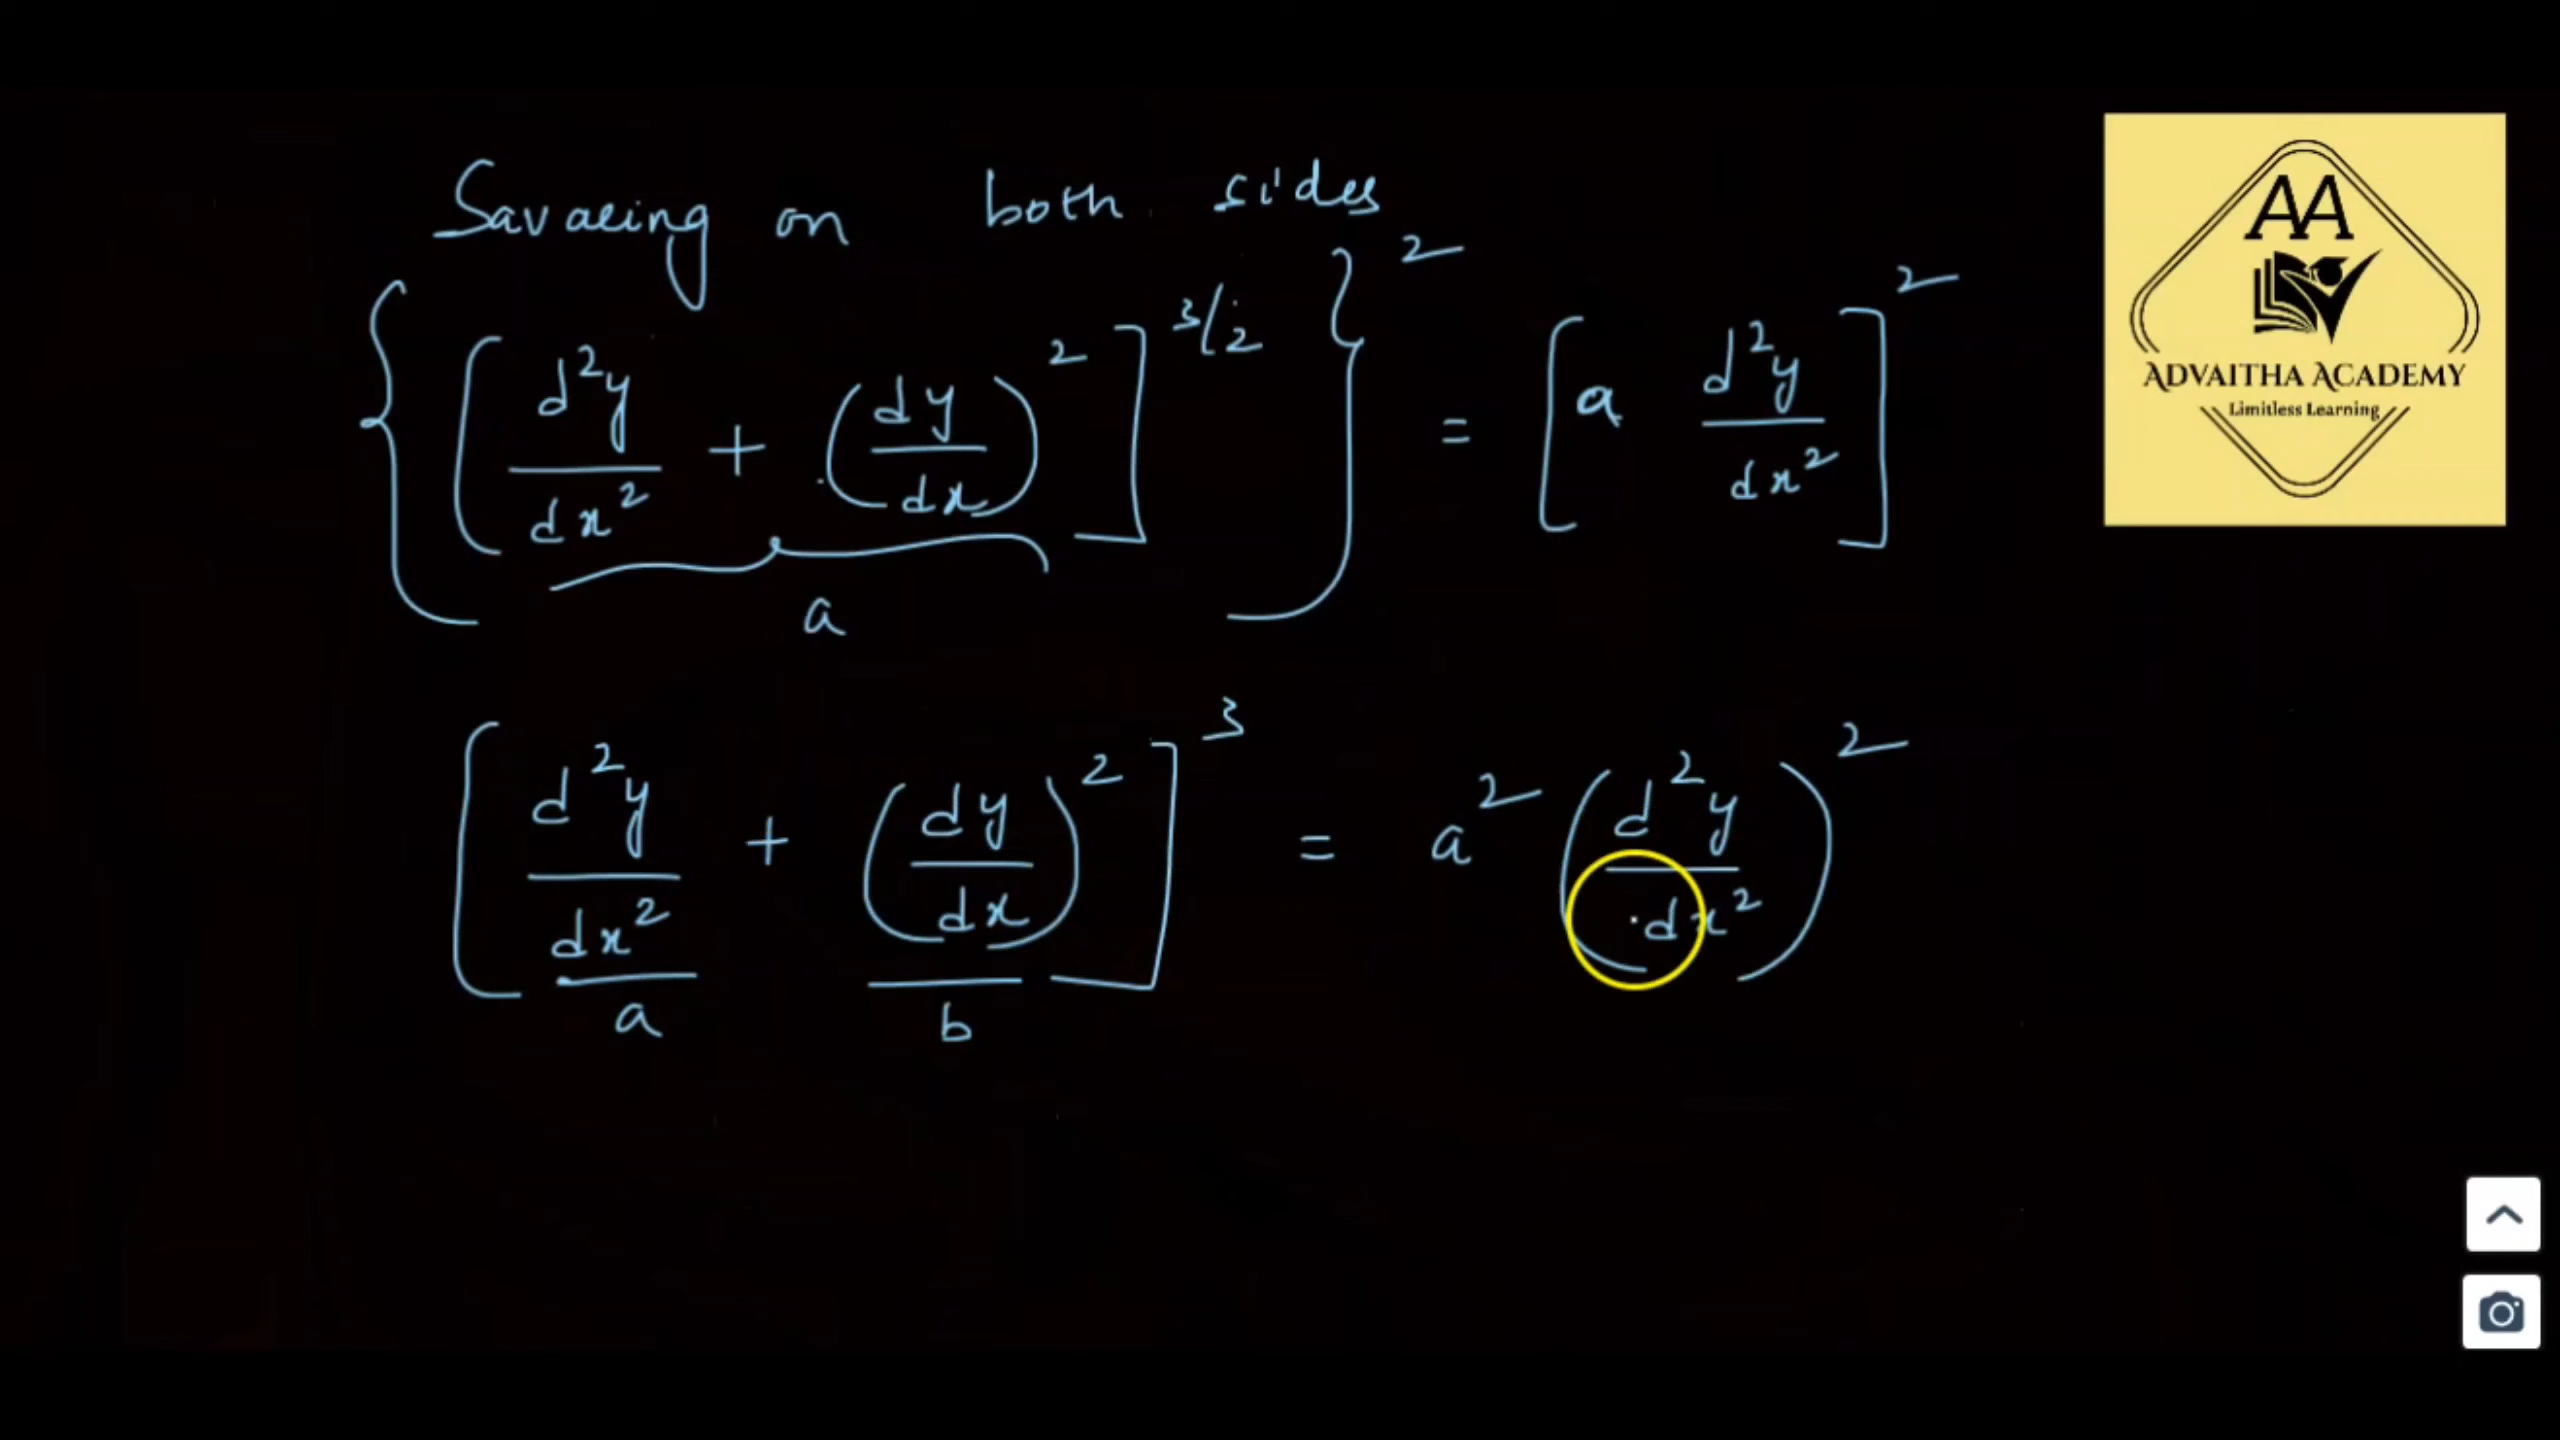 Savaring on both sides
{[d²y/dx² + (dy/dx)²]^3/2}² = [a d²y/dx²]²
a
[d²y/dx² + (dy/dx)²]³ = a² (d²y/dx²)²
a b
AA
ADVAITHA ACADEMY
Limitless Learning